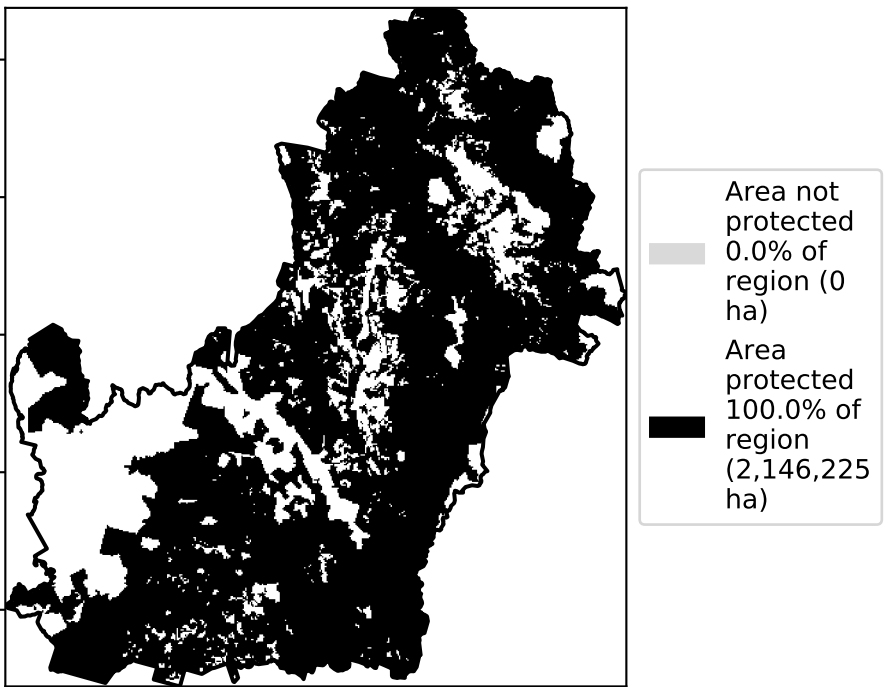 Area not
protected
0.0% of
region (0
ha)
Area
protected
100.0% of
region
(2,146,225
ha)